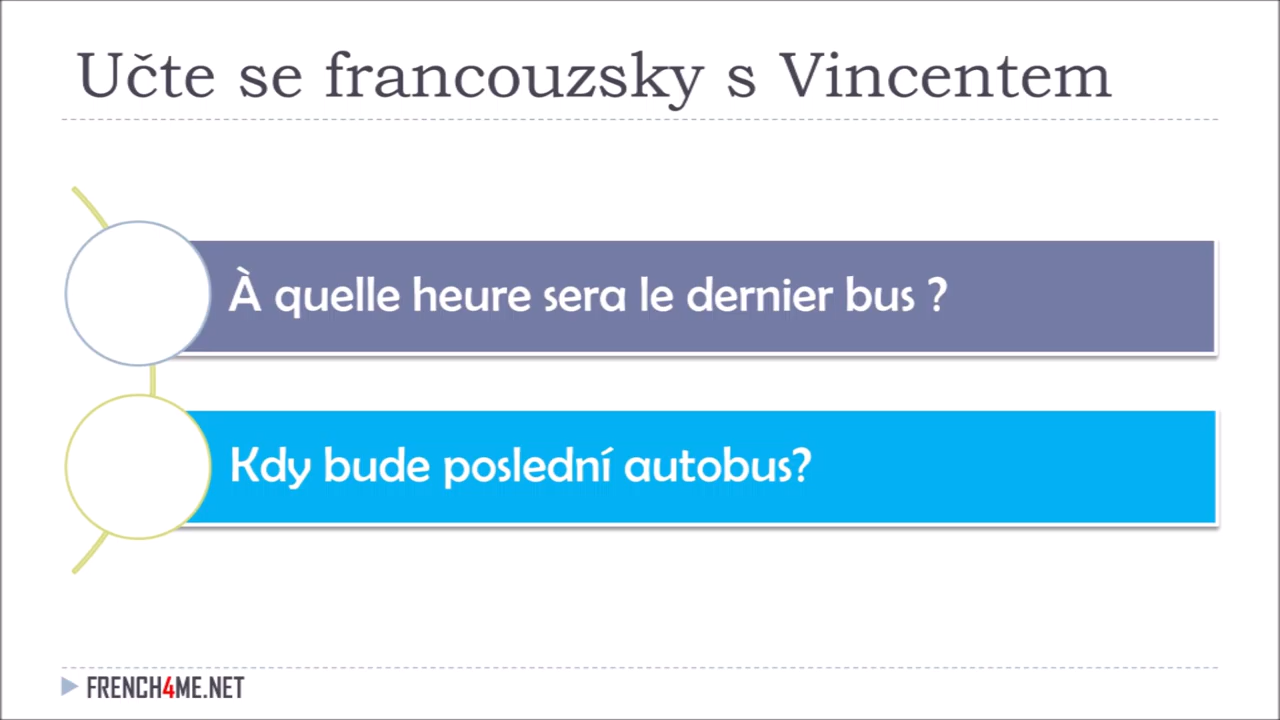 Učte se francouzsky s Vincentem
À quelle heure sera le dernier bus ?
Kdy bude poslední autobus?
FRENCH4ME.NET